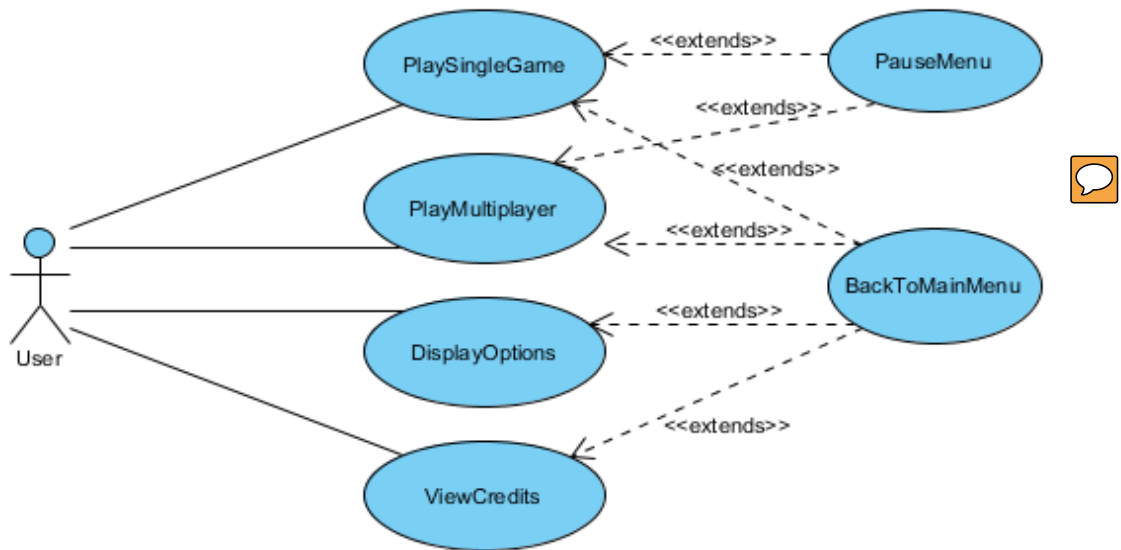 PlaySingleGame
<<extends>>
PauseMenu
<<extends>>
<<extends>>
PlayMultiplayer
<<extends>>
BackToMainMenu
<<extends>>
User
DisplayOptions
<<extends>>
ViewCredits